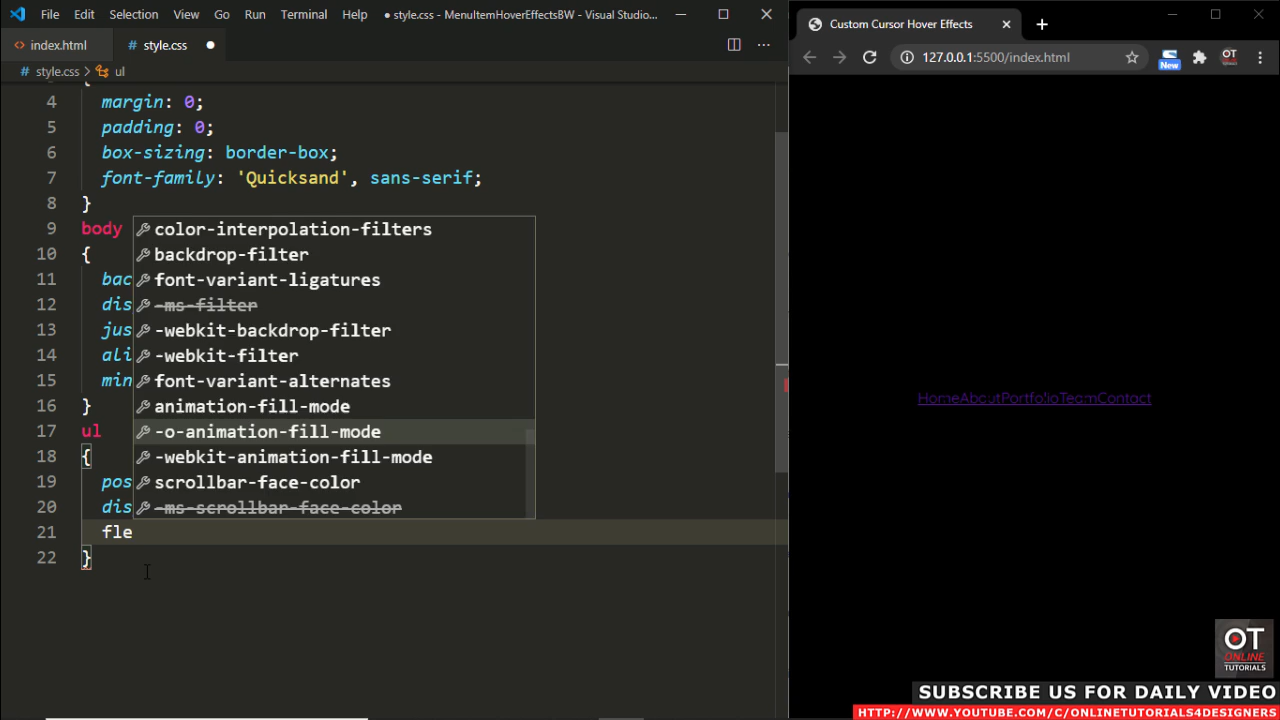 File Edit Selection View Go Run Terminal Help
● style.css - MenuItemHoverEffectsBW - Visual Studio...
index.html
style.css ●
# style.css > ul
4 margin: 0;
5 padding: 0;
6 box-sizing: border-box;
7 font-family: 'Quicksand', sans-serif;
8 }
9 body
10 {
11 bac
12 dis
13 jus
14 ali
15 min
16 }
17 ul
18 {
19 pos
20 dis
21 fle
22 }
color-interpolation-filters
backdrop-filter
font-variant-ligatures
-ms-filter
-webkit-backdrop-filter
-webkit-filter
font-variant-alternates
animation-fill-mode
-o-animation-fill-mode
-webkit-animation-fill-mode
scrollbar-face-color
-ms-scrollbar-face-color
Custom Cursor Hover Effects
127.0.0.1:5500/index.html
New
OT
HomeAboutPortfolioTeamContact
OT
ONLINE
TUTORIALS
SUBSCRIBE US FOR DAILY VIDEO
HTTP://WWW.YOUTUBE.COM/C/ONLINETUTORIALS4DESIGNERS